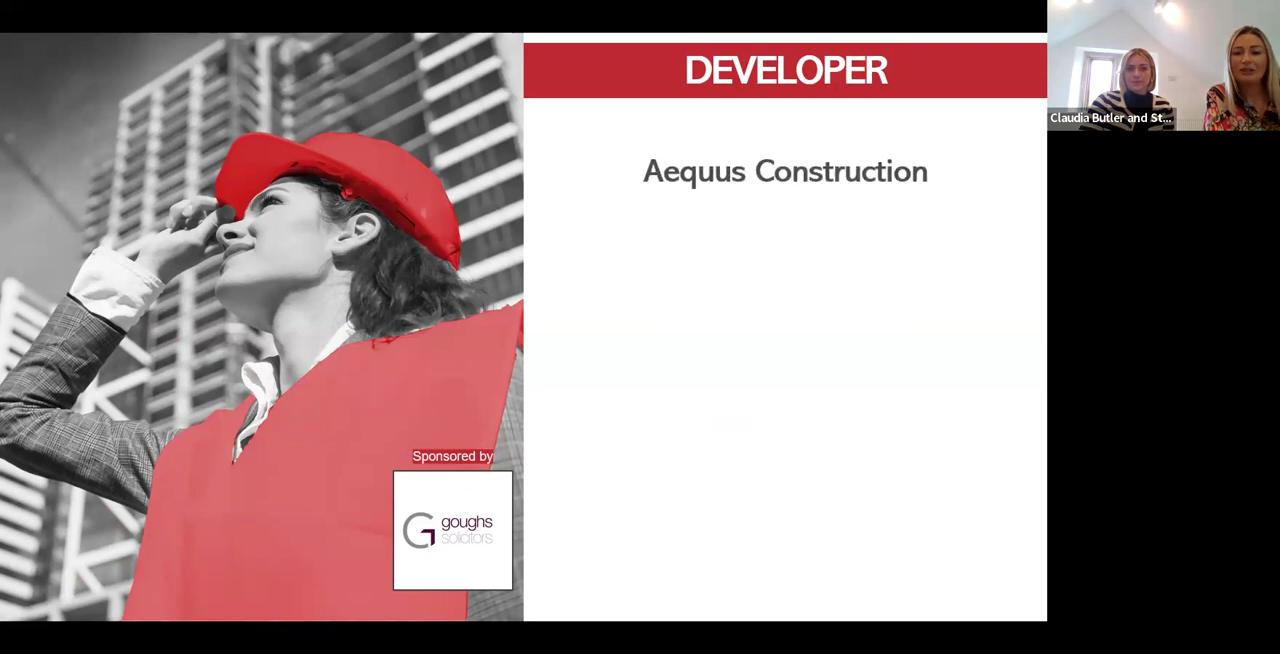 DEVELOPER
Aequus Construction
Sponsored by
goughs
solicitors
Claudia Butler and St...